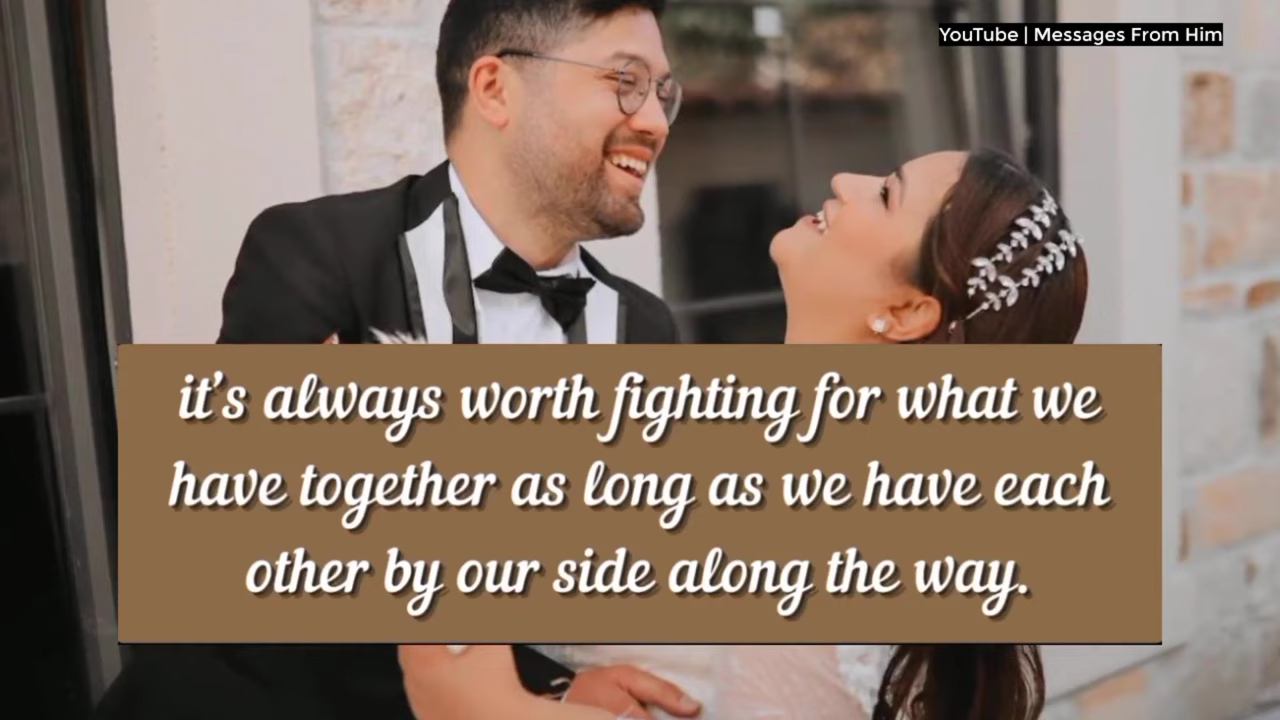 YouTube | Messages From Him
it's always worth fighting for what we
have together as long as we have each
other by our side along the way.